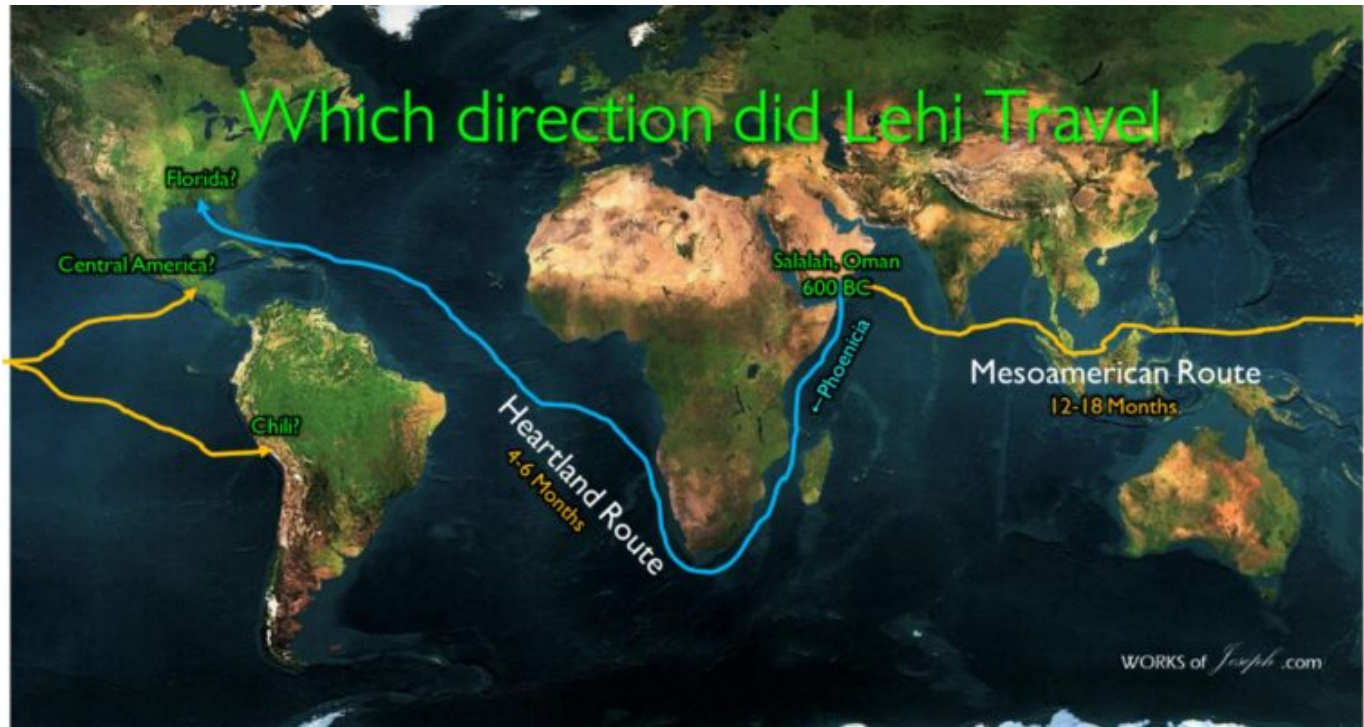 Which direction did Lehi Travel
Florida?
Central America?
Chili?
Salalah, Oman
600 BC
←Phoenicia
Heartland Route
4-6 Months
Mesoamerican Route
12-18 Months
WORKS of Joseph .com